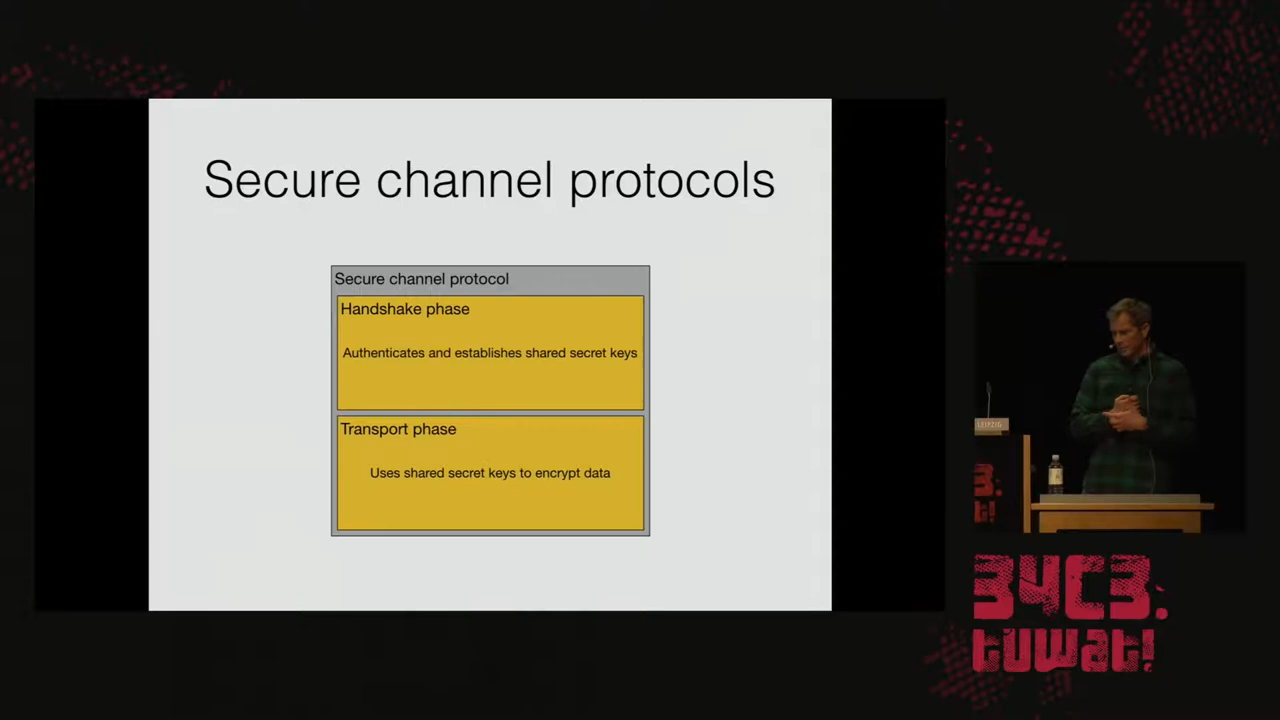 Secure channel protocols
Secure channel protocol
Handshake phase
Authenticates and establishes shared secret keys
Transport phase
Uses shared secret keys to encrypt data
LEIPZIG
34C3.
tuwat!